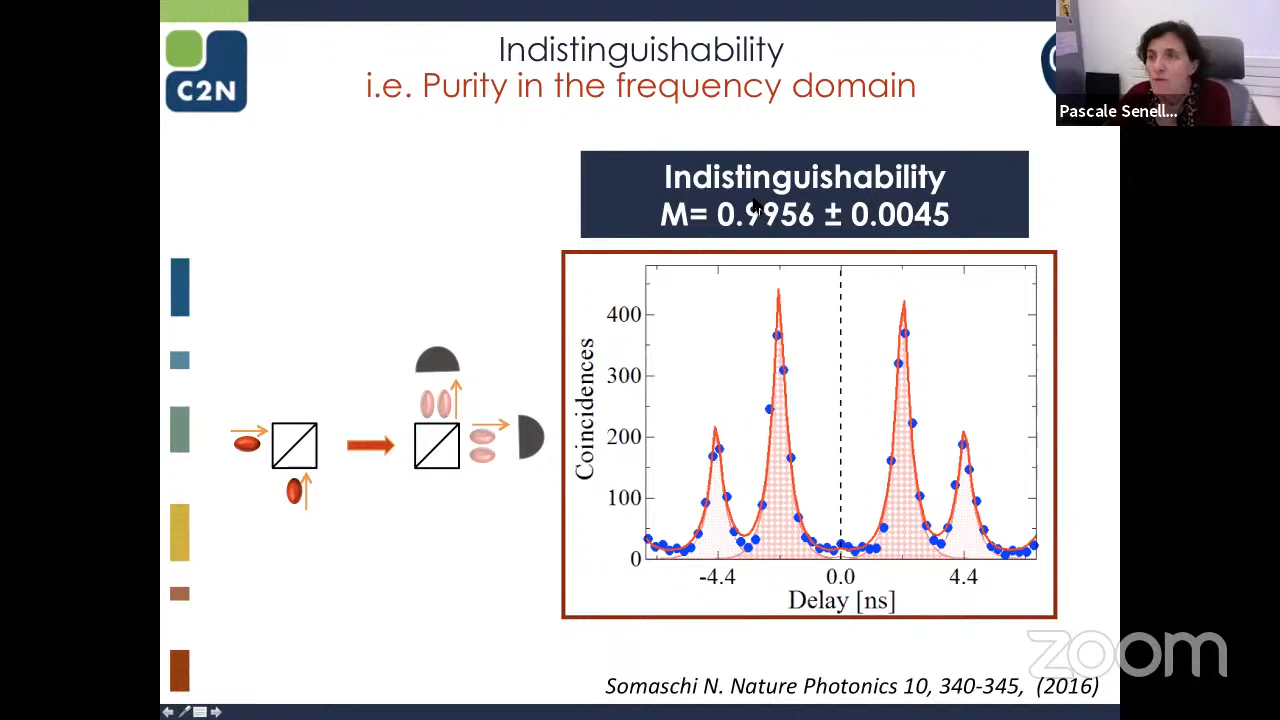 C2N
Indistinguishability
i.e. Purity in the frequency domain
Pascale Senell...
Indistinguishability
M= 0.9956 ± 0.0045
Coincidences
400
300
200
100
0
-4.4
0.0
4.4
Delay [ns]
zoom
Somaschi N. Nature Photonics 10, 340-345, (2016)